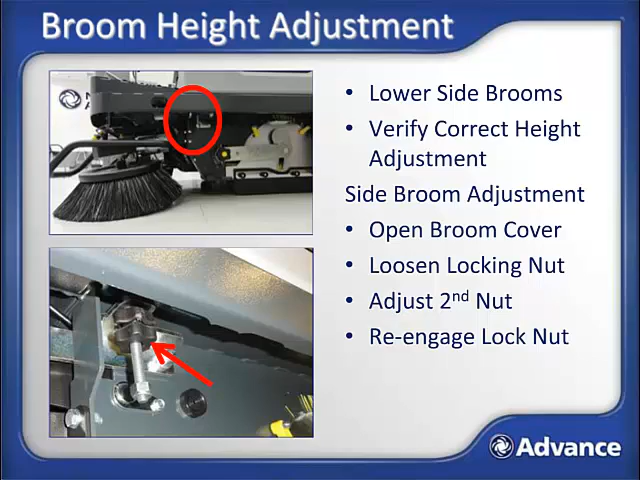 Broom Height Adjustment
• Lower Side Brooms
• Verify Correct Height
Adjustment
Side Broom Adjustment
• Open Broom Cover
• Loosen Locking Nut
• Adjust 2nd Nut
• Re-engage Lock Nut
Advance